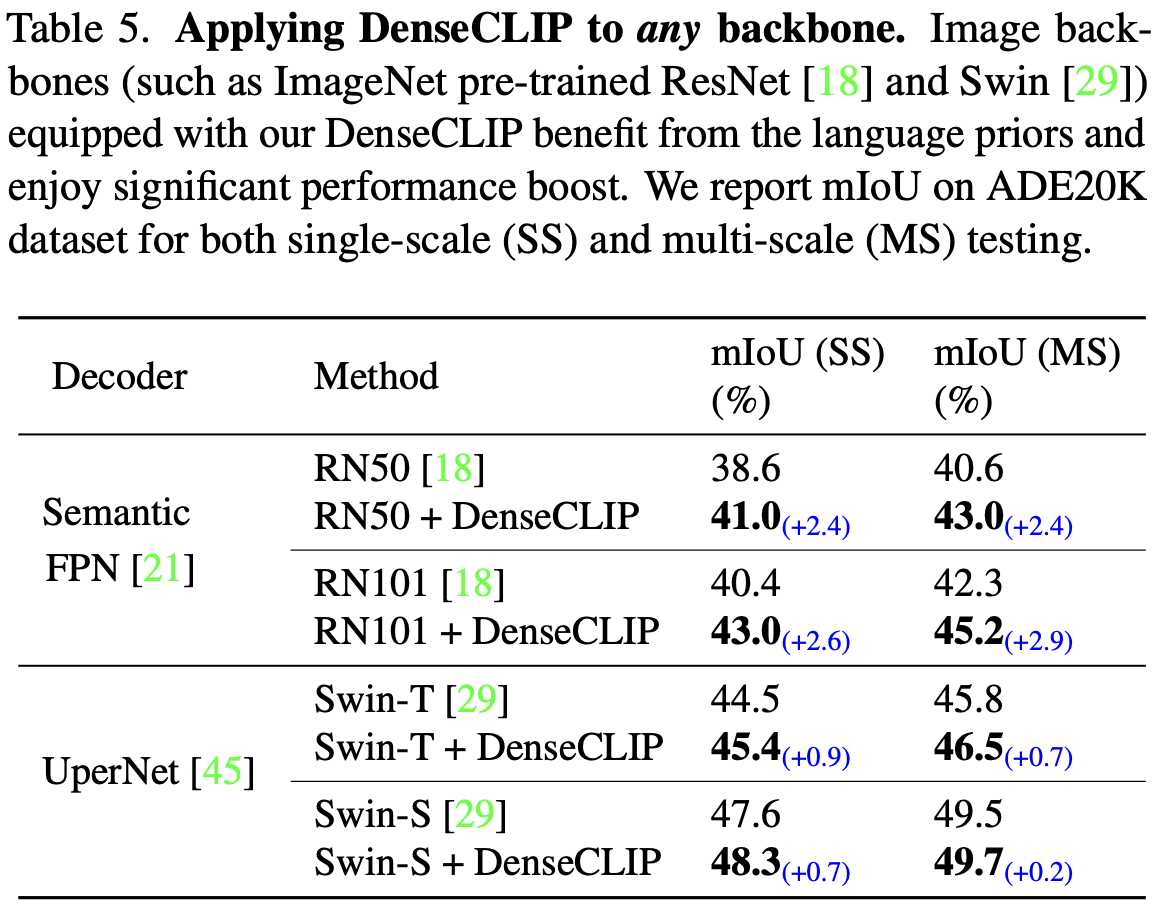 Table 5. Applying DenseCLIP to any backbone. Image back-
bones (such as ImageNet pre-trained ResNet [18] and Swin [29])
equipped with our DenseCLIP benefit from the language priors and
enjoy significant performance boost. We report mIoU on ADE20K
dataset for both single-scale (SS) and multi-scale (MS) testing.
Decoder Method mIoU (SS) (%) mIoU (MS) (%)
Semantic FPN [21]
RN50 [18] 38.6 40.6
RN50 + DenseCLIP 41.0(+2.4) 43.0(+2.4)
RN101 [18] 40.4 42.3
RN101 + DenseCLIP 43.0(+2.6) 45.2(+2.9)
UperNet [45]
Swin-T [29] 44.5 45.8
Swin-T + DenseCLIP 45.4(+0.9) 46.5(+0.7)
Swin-S [29] 47.6 49.5
Swin-S + DenseCLIP 48.3(+0.7) 49.7(+0.2)